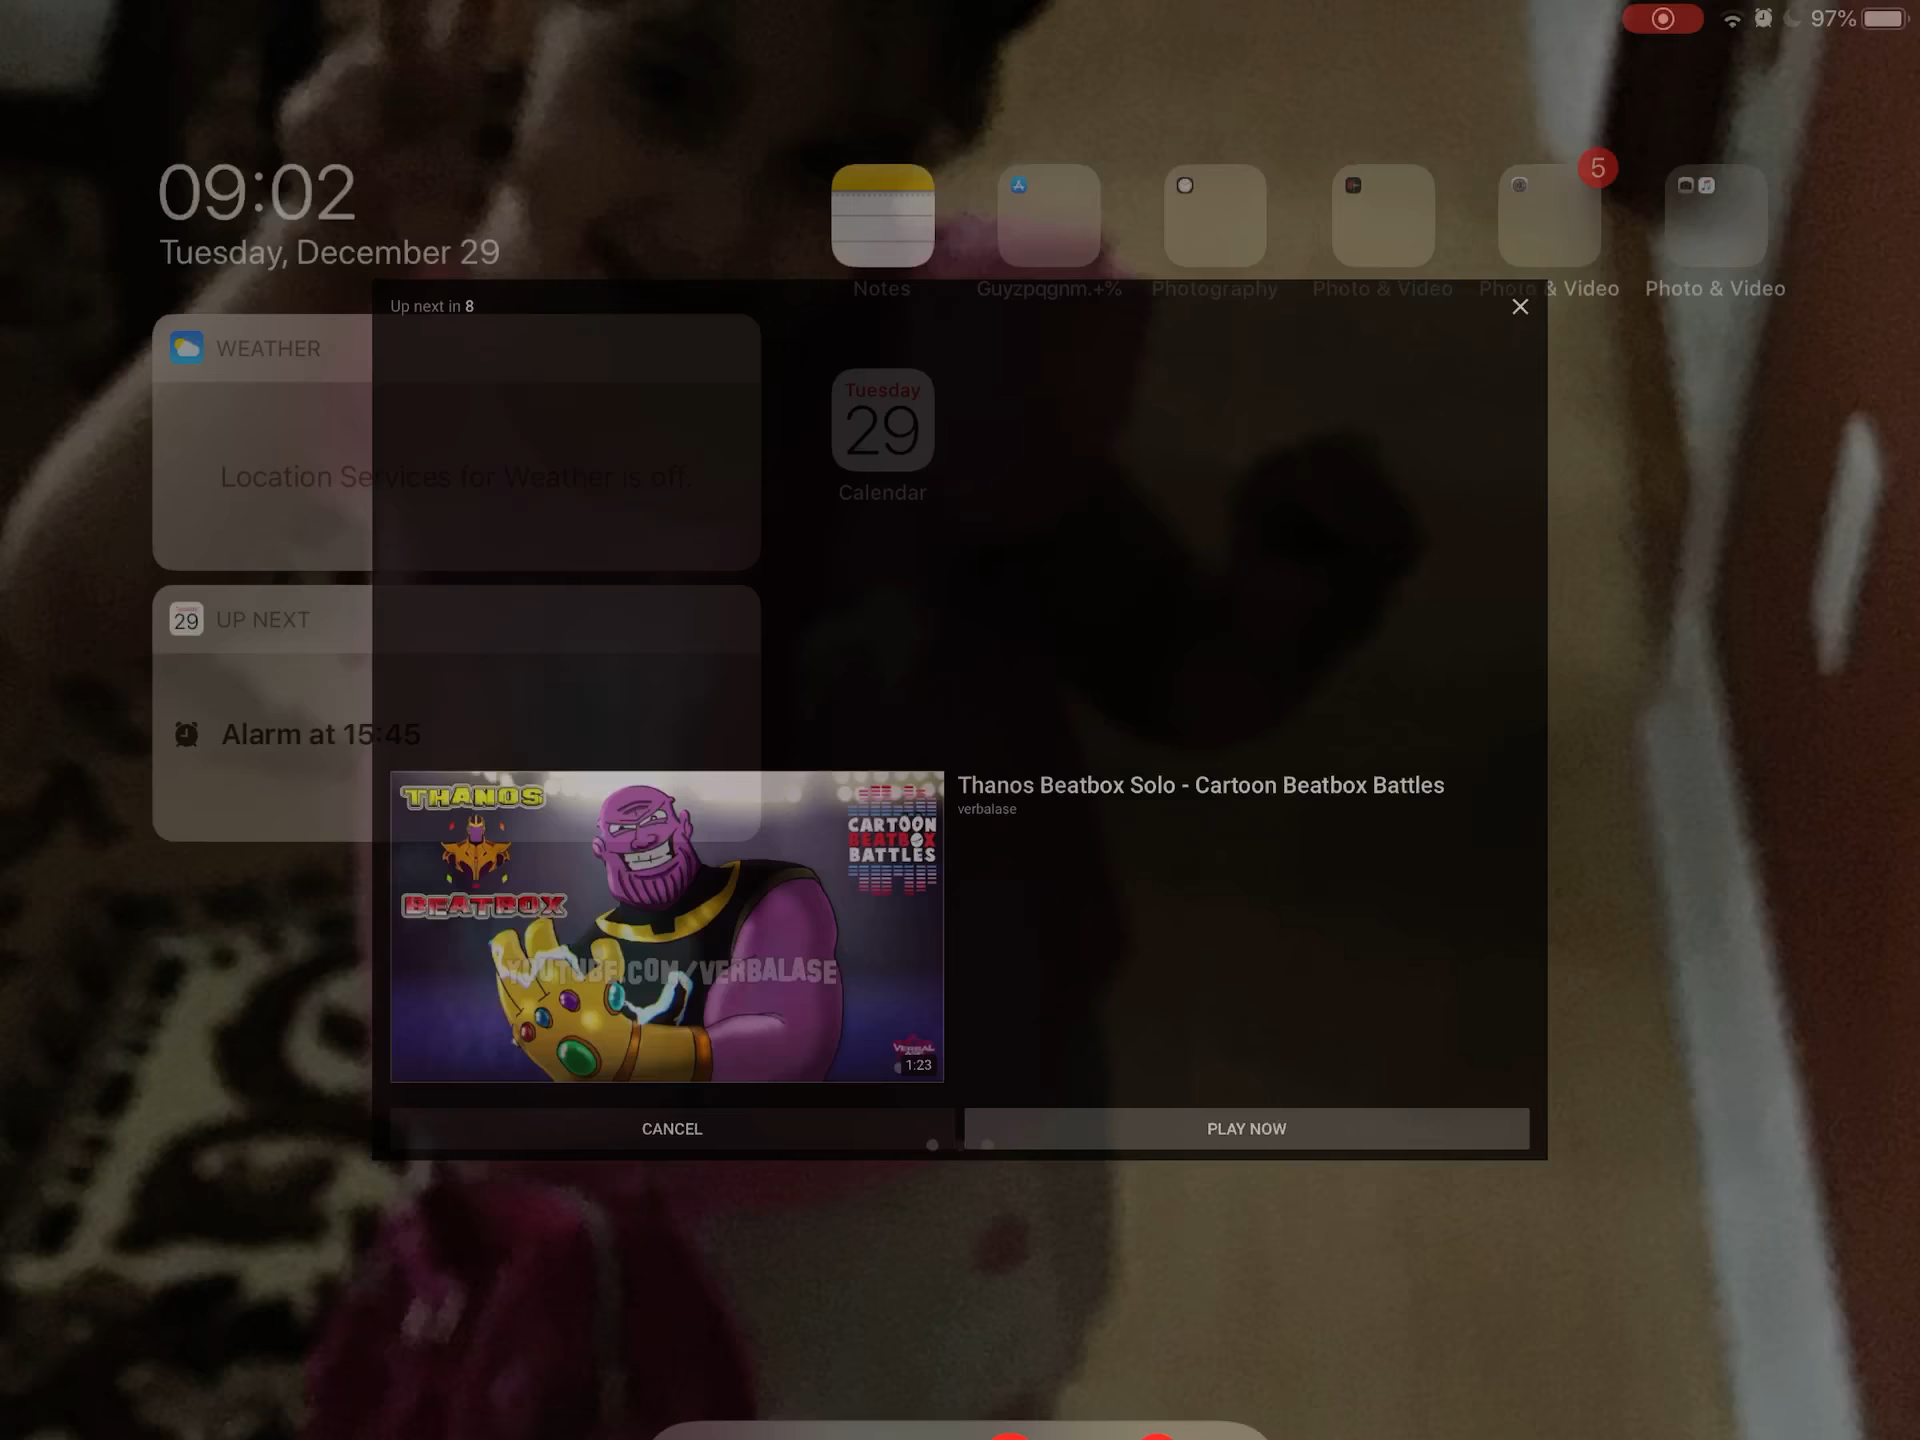 97%
09:02
Tuesday, December 29
5
Notes
Guyzpqgnm.+%
Photography
Photo & Video
Photo & Video
Photo & Video
Up next in 8
WEATHER
Location Services for Weather is off.
Tuesday
29
Calendar
29
UP NEXT
Alarm at 15:45
THANOS
BEATBOX
CARTOON
BEATBOX
BATTLES
YOUTUBE.COM/VERBALASE
VERBAL
1:23
Thanos Beatbox Solo - Cartoon Beatbox Battles
verbalase
CANCEL
PLAY NOW